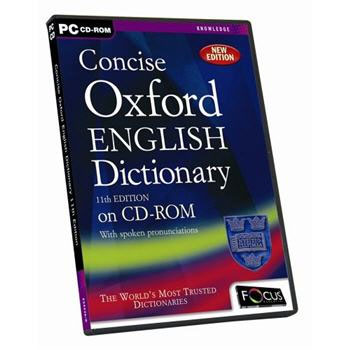 PC CD-ROM
KNOWLEDGE
NEW
EDITION
Concise
Oxford
ENGLISH
Dictionary
11th EDITION
on CD-ROM
With spoken pronunciations
THE WORLD'S MOST TRUSTED
DICTIONARIES
FOCUS
Concise Oxford English Dictionary 11th Edition